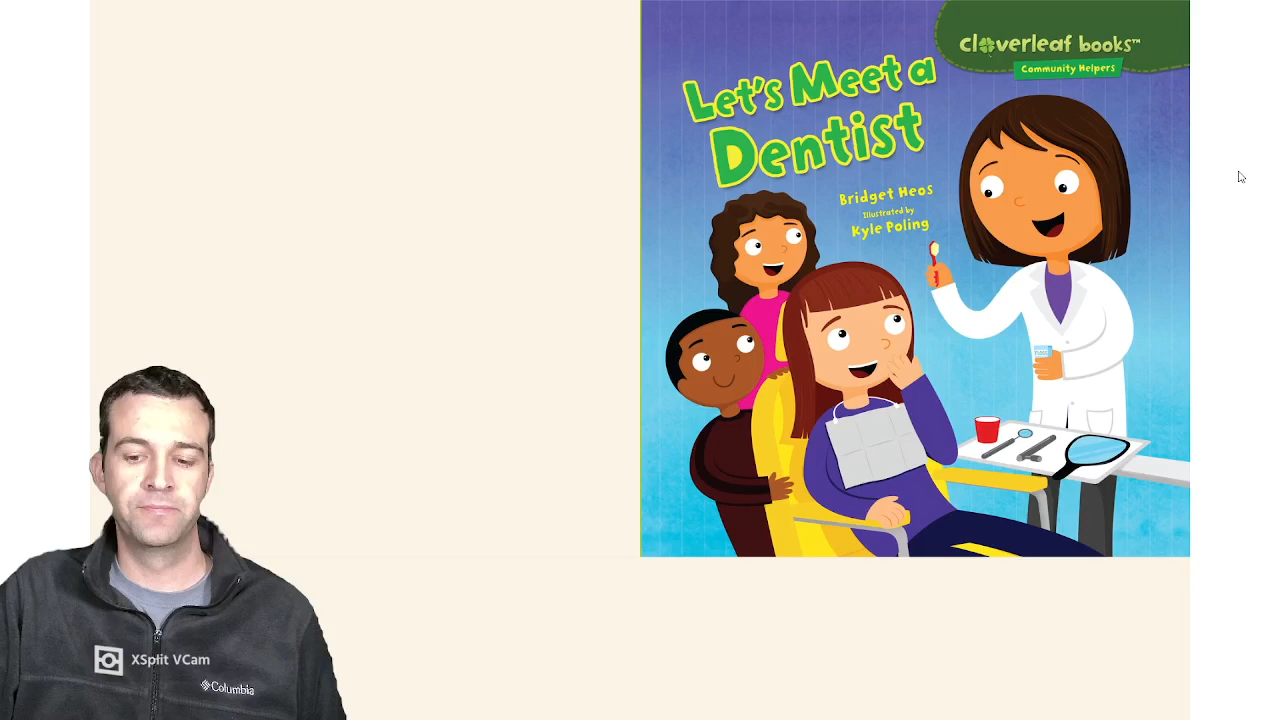 cloverleaf books™
Community Helpers
Let's Meet a
Dentist
Bridget Heos
Illustrated by
Kyle Poling
XSplit VCam
Columbia